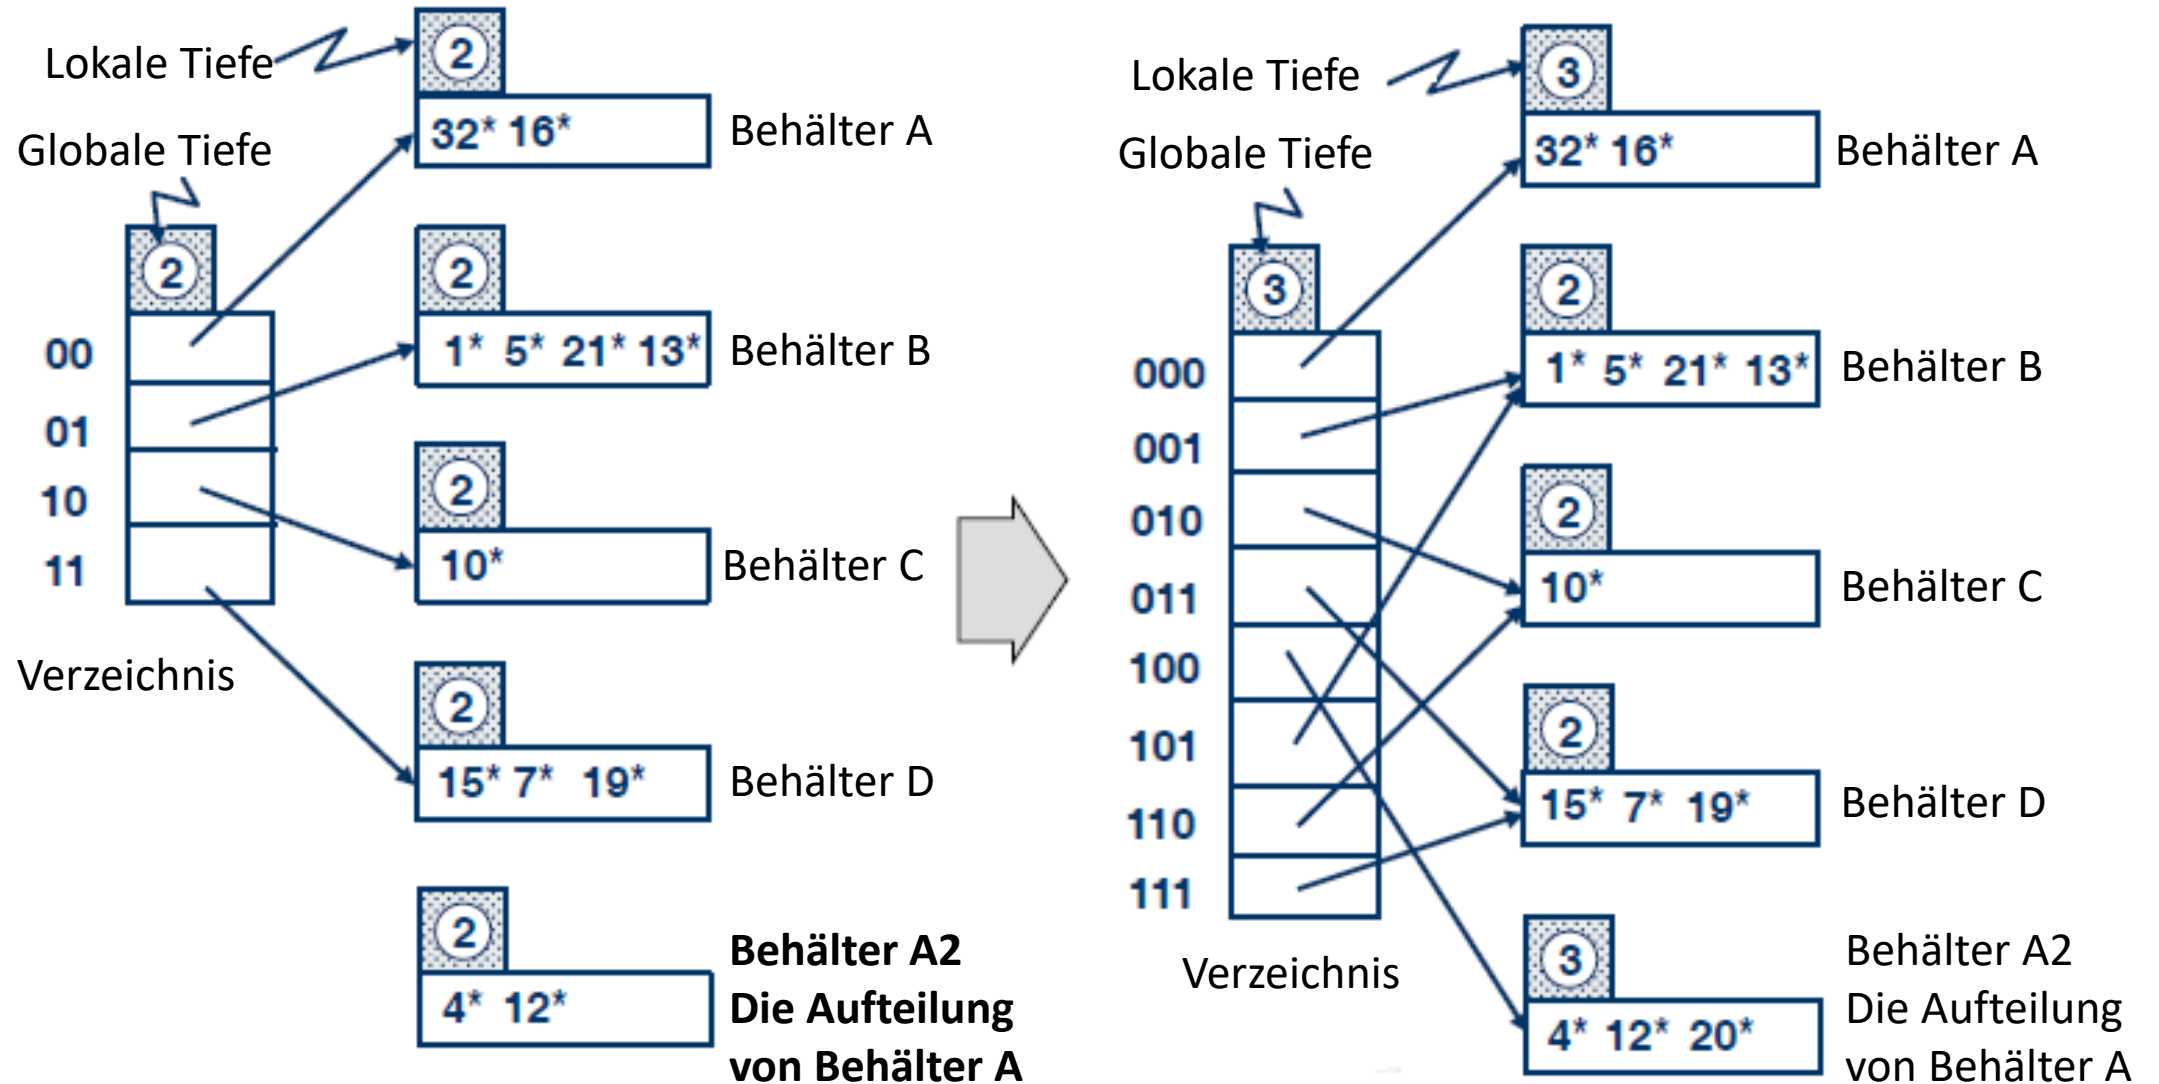 Lokale Tiefe
2
32* 16*
Behälter A
Globale Tiefe
2
2
00
1* 5* 21* 13*
Behälter B
01
2
10
10*
Behälter C
11
Verzeichnis
2
15* 7* 19*
Behälter D
2
4* 12*
Behälter A2
Die Aufteilung
von Behälter A
Lokale Tiefe
3
32* 16*
Behälter A
Globale Tiefe
3
2
000
1* 5* 21* 13*
Behälter B
001
010
2
10*
Behälter C
011
100
101
2
15* 7* 19*
Behälter D
110
111
Verzeichnis
3
4* 12* 20*
Behälter A2
Die Aufteilung
von Behälter A